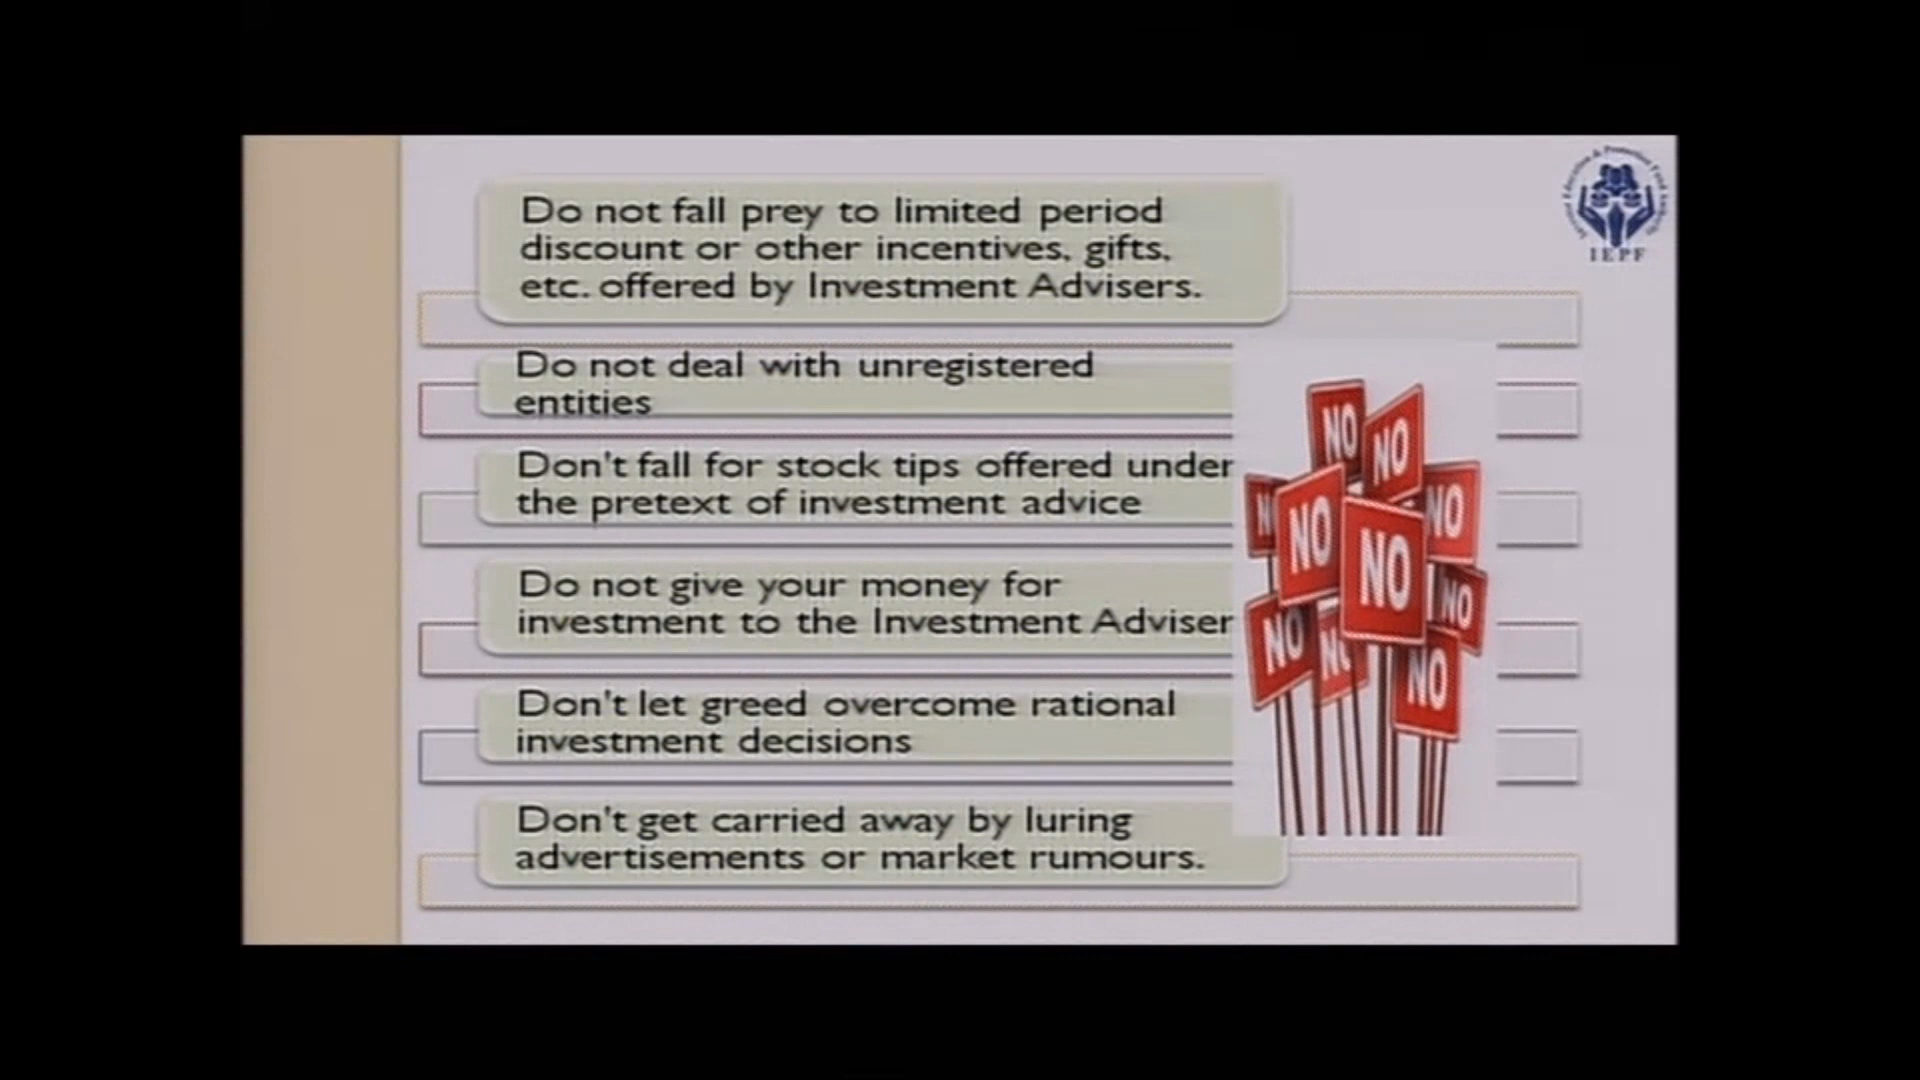 Do not fall prey to limited period
discount or other incentives, gifts,
etc. offered by Investment Advisers.
Do not deal with unregistered
entities
Don't fall for stock tips offered under
the pretext of investment advice
Do not give your money for
investment to the Investment Adviser
Don't let greed overcome rational
investment decisions
Don't get carried away by luring
advertisements or market rumours.
IEPF
NO
NO
NO
NO
NO
NO
NO
NO